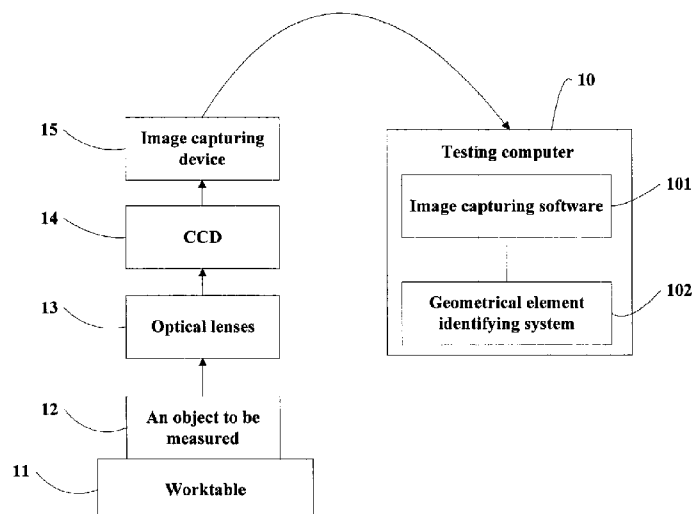 10
15
Image capturing
device
Testing computer
101
Image capturing software
14
CCD
102
Geometrical element
identifying system
13
Optical lenses
12
An object to be
measured
11
Worktable